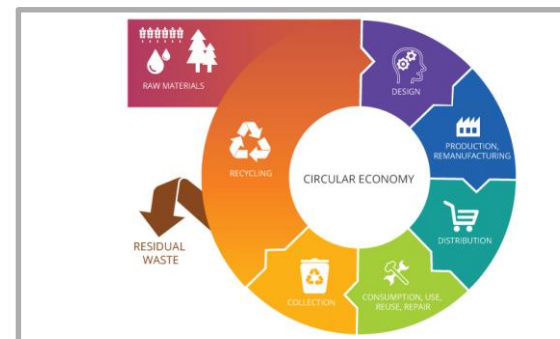 RAW MATERIALS
DESIGN
PRODUCTION,
REMANUFACTURING
DISTRIBUTION
CONSUMPTION, USE,
REUSE, REPAIR
COLLECTION
RECYCLING
RESIDUAL
WASTE
CIRCULAR ECONOMY